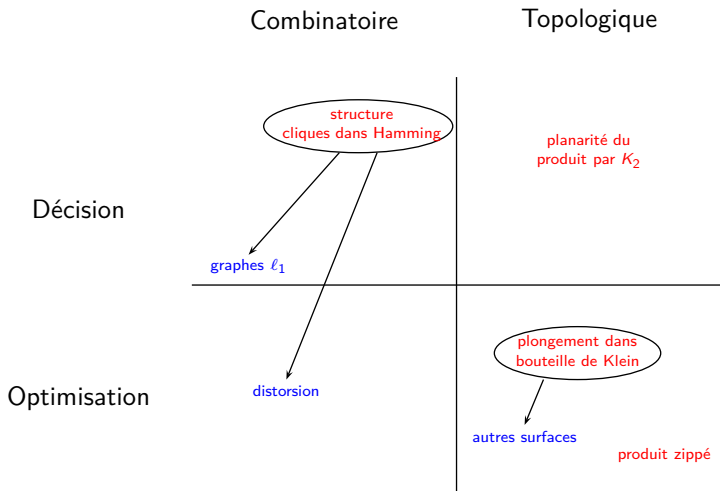 Combinatoire
Topologique
structure
cliques dans Hamming
planarité du
produit par K₂
Décision
graphes ℓ₁
plongement dans
bouteille de Klein
Optimisation
distorsion
autres surfaces
produit zippé